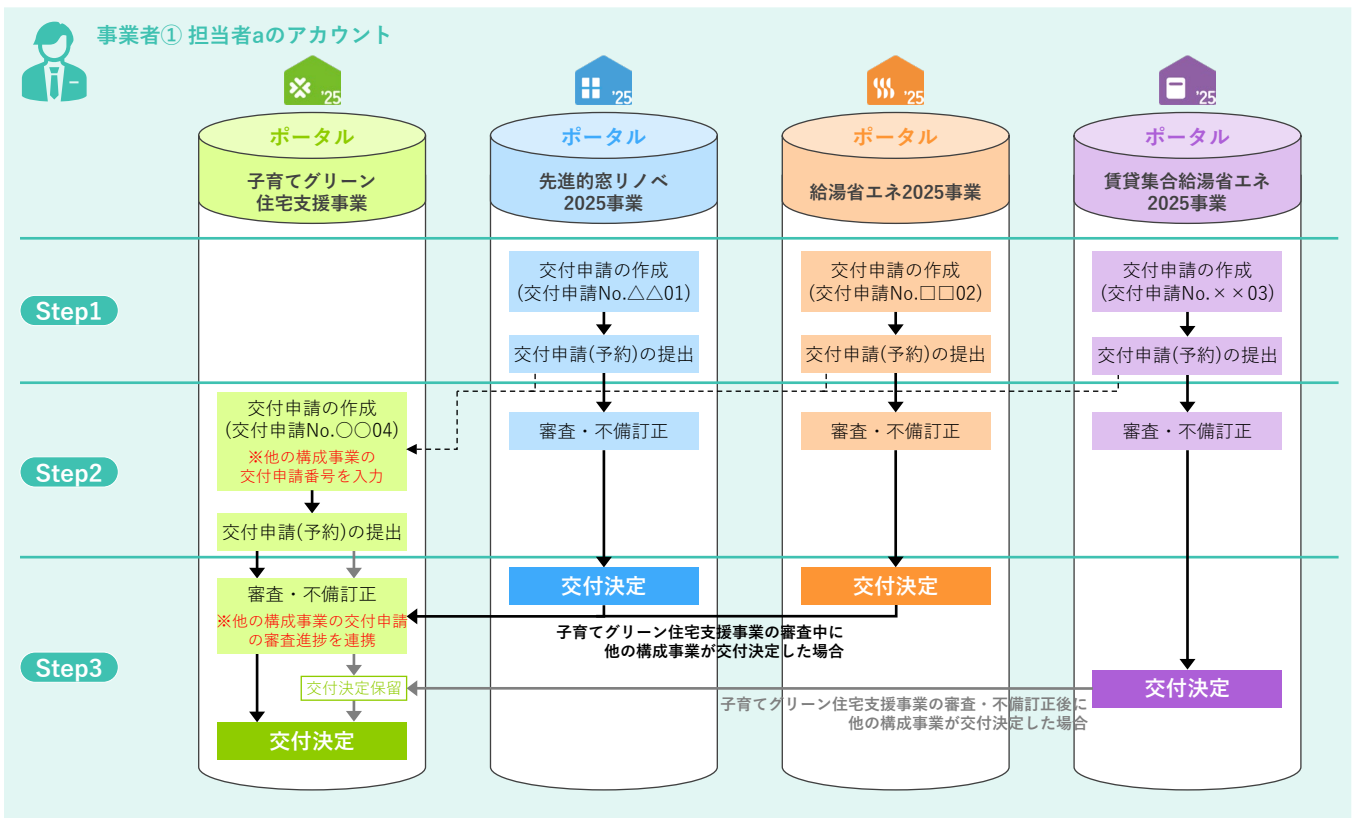 事業者① 担当者aのアカウント
'25
'25
'25
'25
ポータル
子育てグリーン
住宅支援事業
ポータル
先進的窓リノベ
2025事業
ポータル
給湯省エネ2025事業
ポータル
賃貸集合給湯省エネ
2025事業
Step1
交付申請の作成
(交付申請No.△△01)
交付申請(予約)の提出
交付申請の作成
(交付申請No.□□02)
交付申請(予約)の提出
交付申請の作成
(交付申請No.××03)
交付申請(予約)の提出
Step2
交付申請の作成
(交付申請No.〇〇04)
※他の構成事業の
交付申請番号を入力
交付申請(予約)の提出
審査・不備訂正
審査・不備訂正
審査・不備訂正
Step3
審査・不備訂正
※他の構成事業の交付申請
の審査進捗を連携
交付決定保留
交付決定
交付決定
交付決定
子育てグリーン住宅支援事業の審査中に
他の構成事業が交付決定した場合
交付決定
子育てグリーン住宅支援事業の審査・不備訂正後に
他の構成事業が交付決定した場合